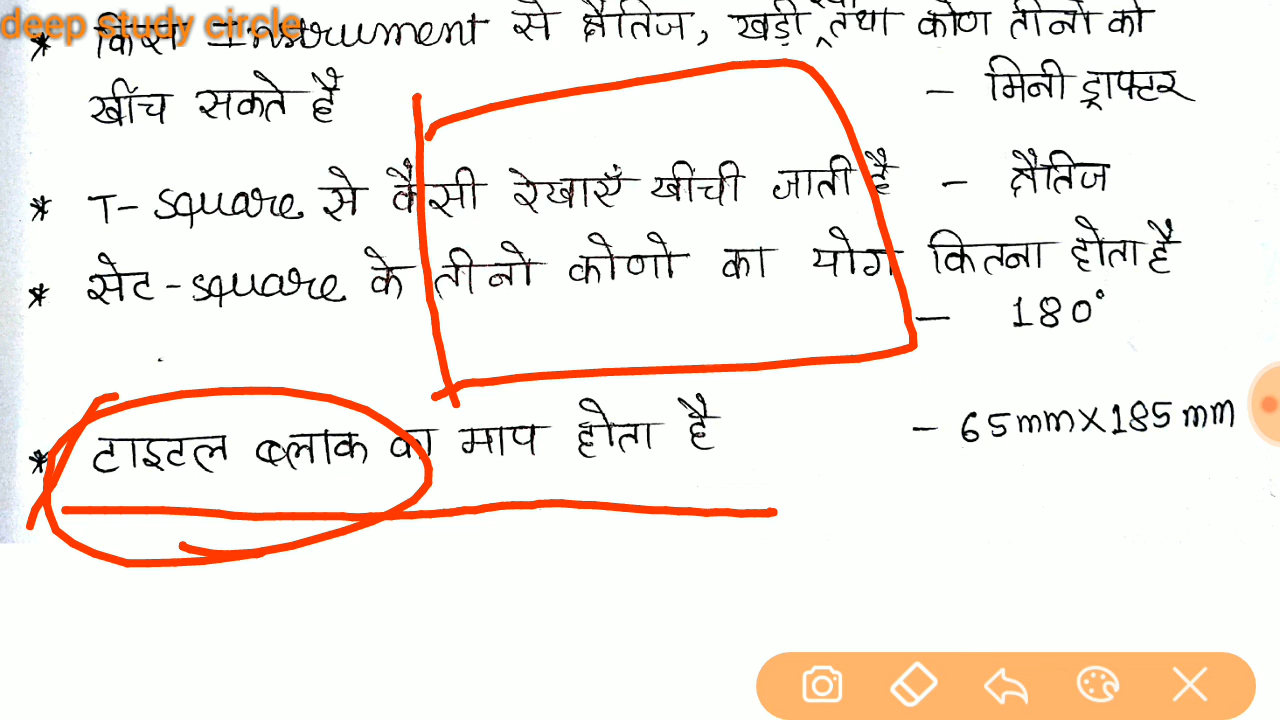 deep study circle
* किस Instrument से क्षैतिज, खड़ी तथा कोण तीनो को
खींच सकते है
- मिनी ड्राफ्टर
* T-square से कैसी रेखाएँ खींची जाती है - क्षैतिज
* सेट-square के तीनो कोणो का योग कितना होता है
- 180°
* टाइटल ब्लाक का माप होता है - 65mm×185mm